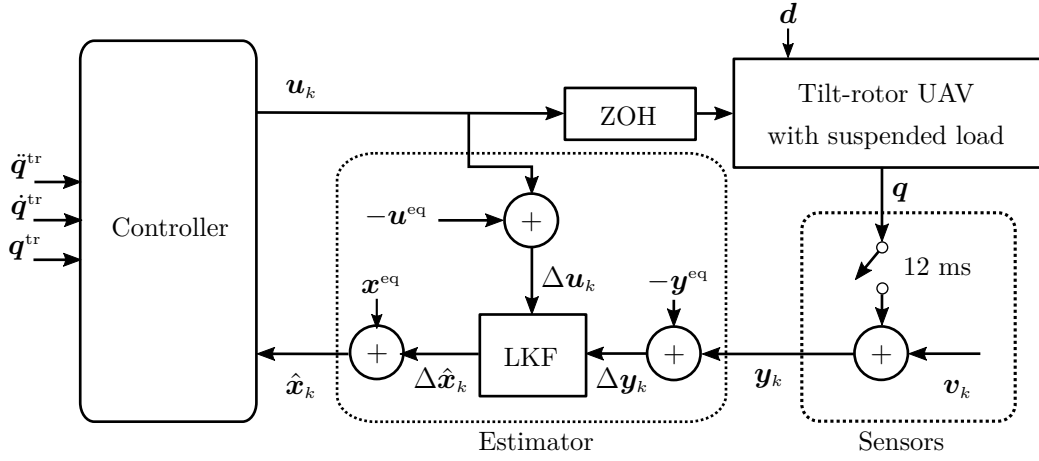 d
u_k
ZOH
Tilt-rotor UAV
with suspended load
q̈^tr
q̇^tr
q^tr
Controller
−u^eq
+
q
12 ms
Δu_k
x^eq
−y^eq
+
LKF
+
+
x̂_k
Δx̂_k
Δy_k
y_k
v_k
Estimator
Sensors